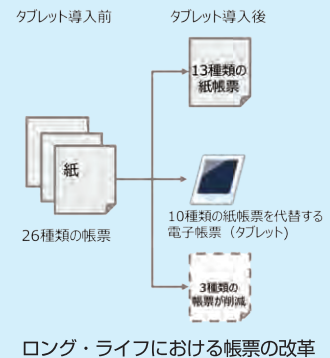 タブレット導入前
タブレット導入後
13種類の
紙帳票
紙
26種類の帳票
10種類の紙帳票を代替する
電子帳票（タブレット)
3種類の
帳票が削減
ロング・ライフにおける帳票の改革